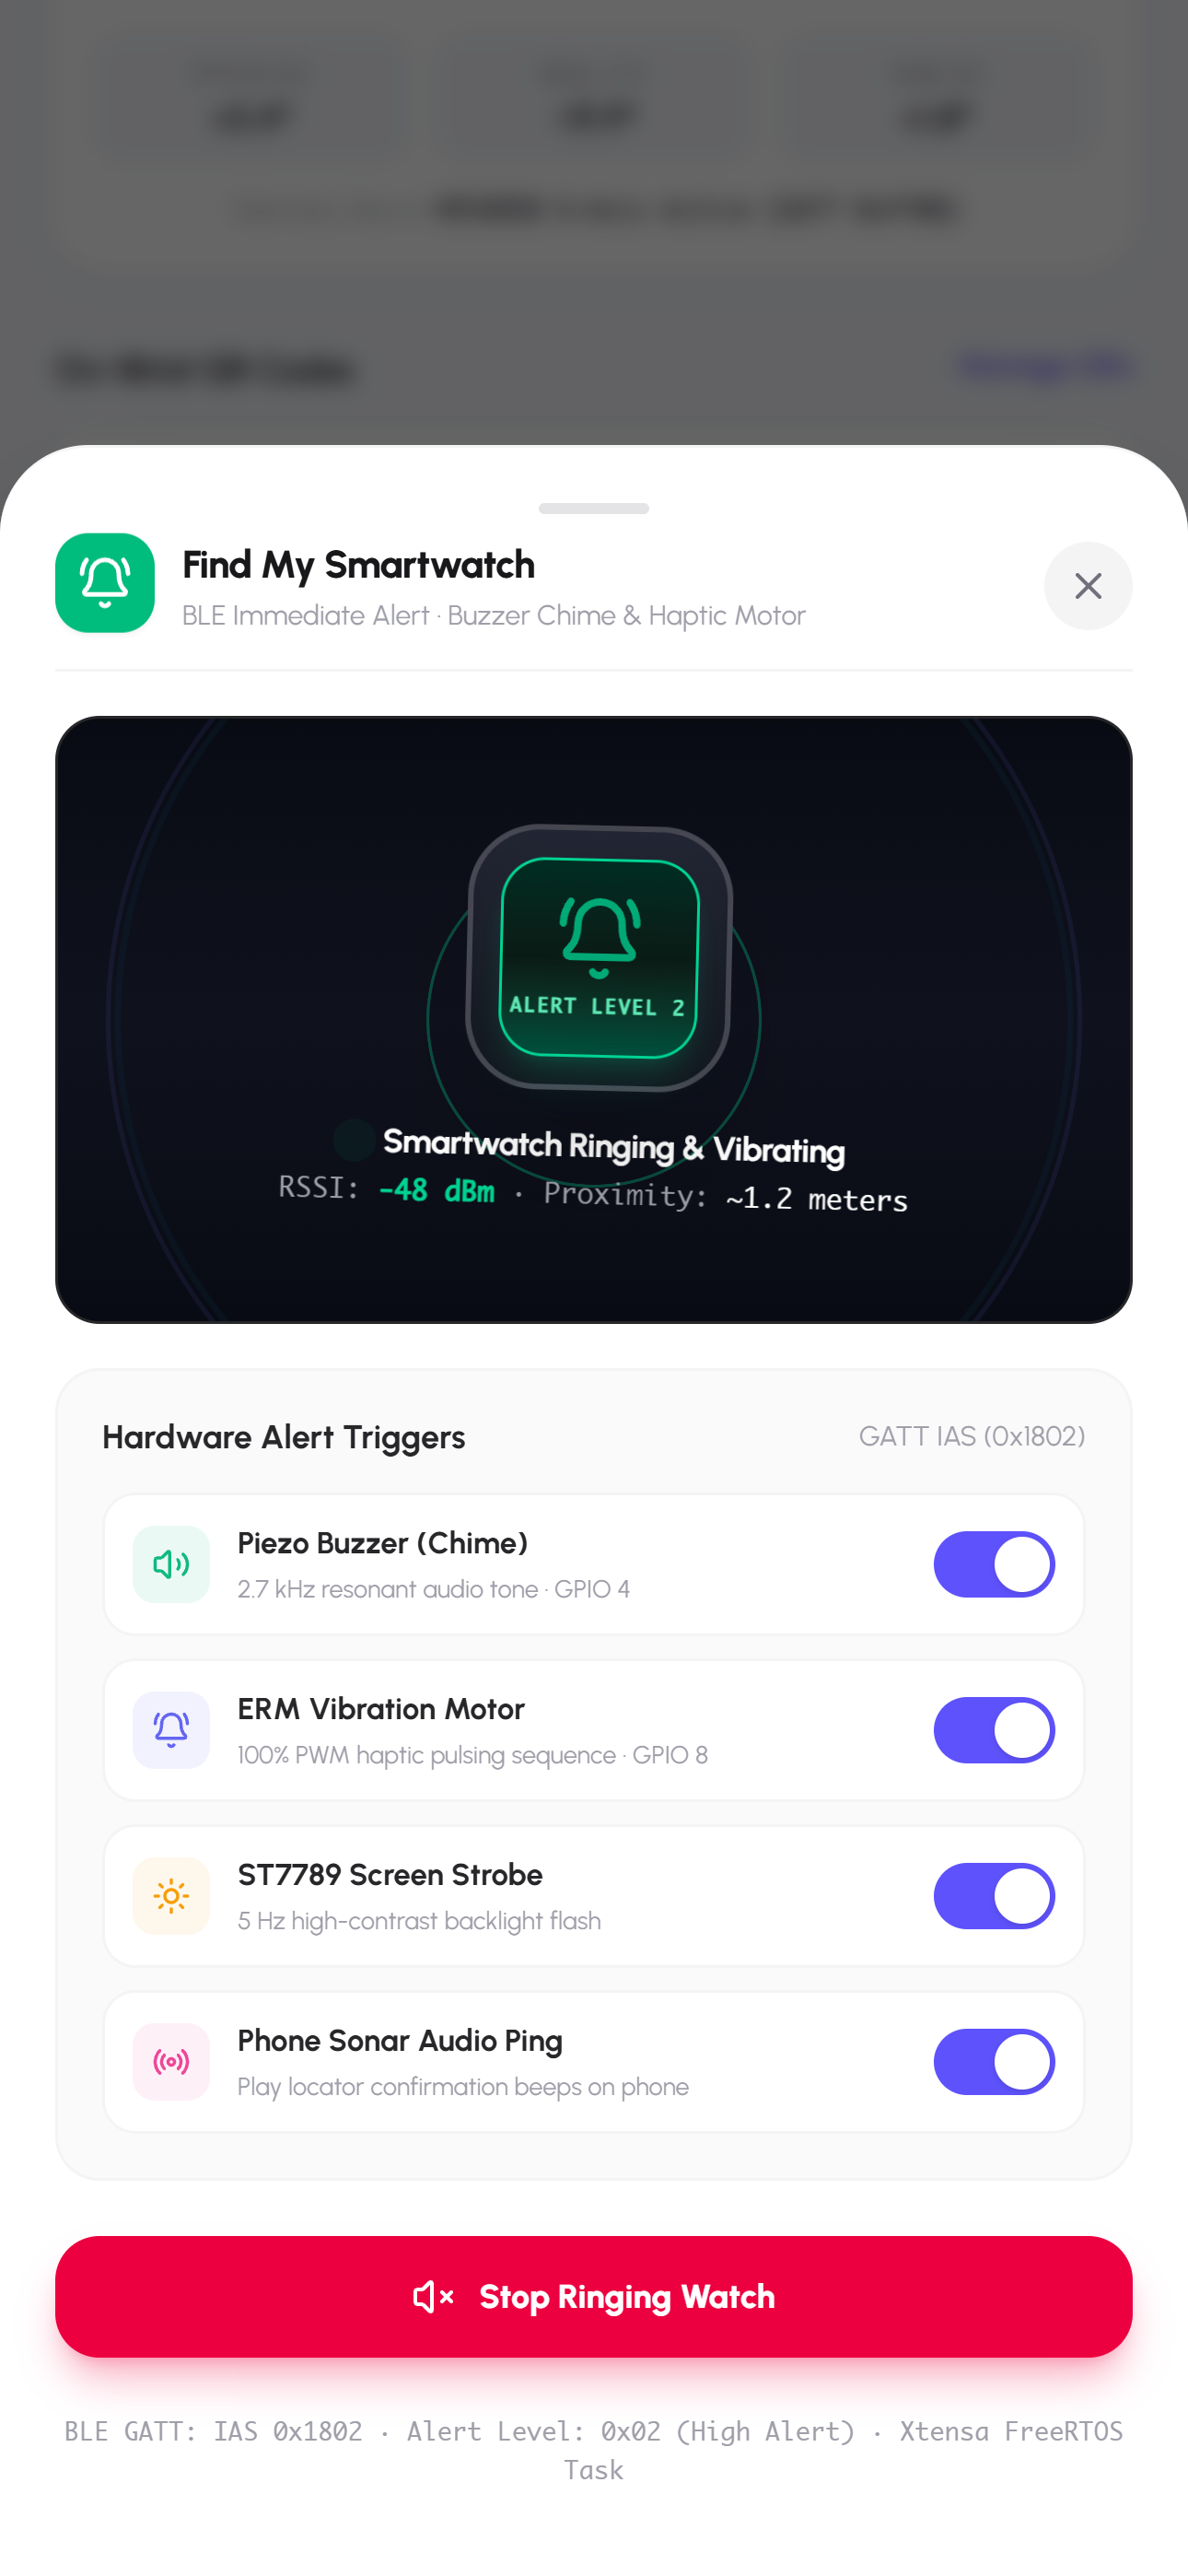 Find My Smartwatch
BLE Immediate Alert · Buzzer Chime & Haptic Motor
ALERT LEVEL 2
Smartwatch Ringing & Vibrating
RSSI: -48 dBm · Proximity: ~1.2 meters
Hardware Alert Triggers
GATT IAS (0x1802)
Piezo Buzzer (Chime)
2.7 kHz resonant audio tone · GPIO 4
ERM Vibration Motor
100% PWM haptic pulsing sequence · GPIO 8
ST7789 Screen Strobe
5 Hz high-contrast backlight flash
Phone Sonar Audio Ping
Play locator confirmation beeps on phone
Stop Ringing Watch
BLE GATT: IAS 0x1802 · Alert Level: 0x02 (High Alert) · Xtensa FreeRTOS
Task